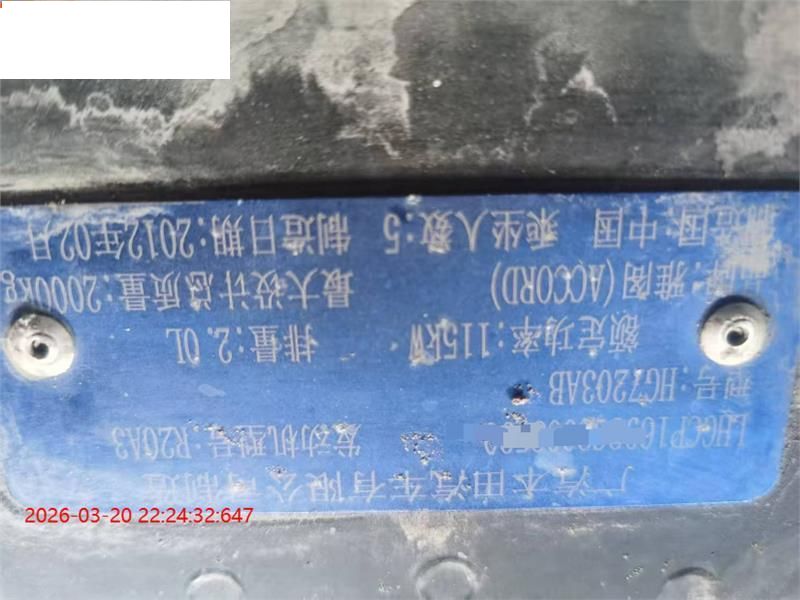 广汽本田汽车有限公司制造
LHGCP16 发动机型号:R20A3
型号:HG7203AB
额定功率:115kW 排量:2.0L
品牌:雅阁(ACCORD) 最大设计总质量:2000kg
制造国:中国 乘坐人数:5 制造日期:2012年02月
2026-03-20 22:24:32:647